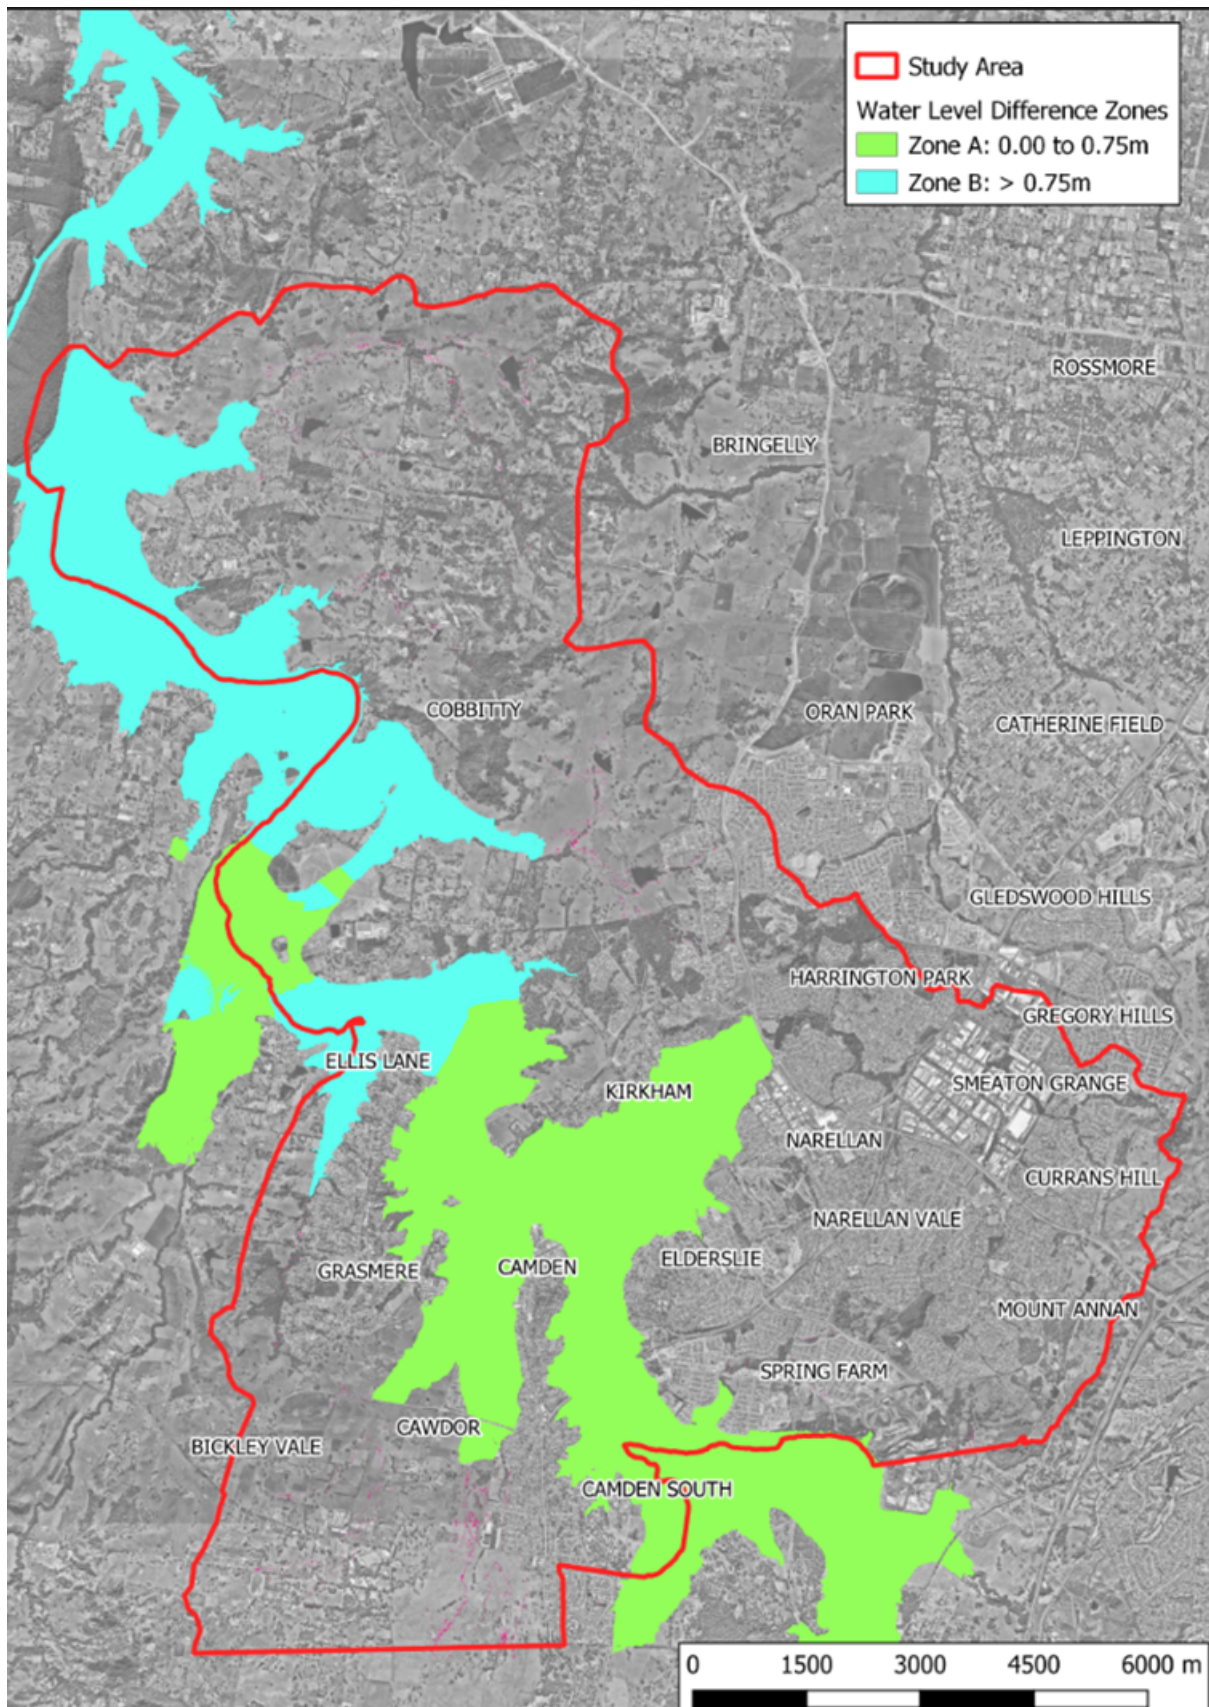 Study Area
Water Level Difference Zones
Zone A: 0.00 to 0.75m
Zone B: > 0.75m
ROSSMORE
BRINGELLY
LEPPINGTON
COBBITTY
ORAN PARK
CATHERINE FIELD
GLEDSWOOD HILLS
HARRINGTON PARK
GREGORY HILLS
ELLIS LANE
SMEATON GRANGE
KIRKHAM
NARELLAN
CURRANS HILL
NARELLAN VALE
ELDERSLIE
GRASMERE
CAMDEN
MOUNT ANNAN
SPRING FARM
CAWDOR
BICKLEY VALE
CAMDEN SOUTH
0 1500 3000 4500 6000 m